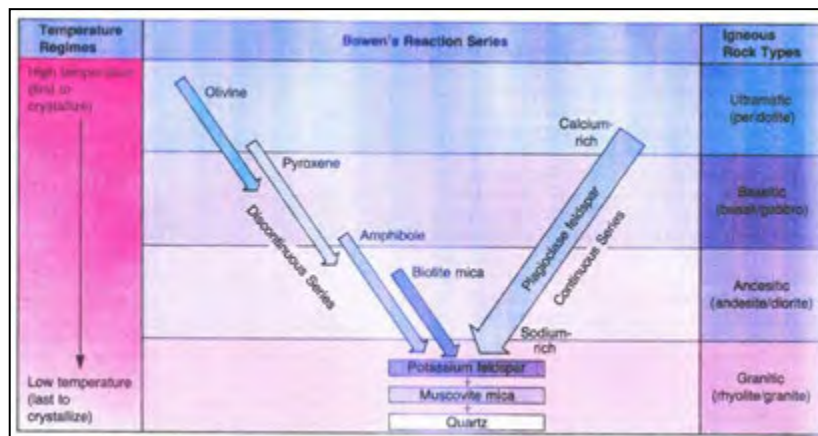 Temperature
Regimes
Bowen's Reaction Series
Igneous
Rock Types
High temperature
(first to
crystallize)
Olivine
Calcium-
rich
Ultramafic
(peridotite)
Pyroxene
Discontinuous Series
Plagioclase feldspar
Continuous Series
Basaltic
(basalt/gabbro)
Amphibole
Biotite mica
Andesitic
(andesite/diorite)
Sodium-
rich
Low temperature
(last to
crystallize)
Potassium feldspar
Muscovite mica
Quartz
Granitic
(rhyolite/granite)